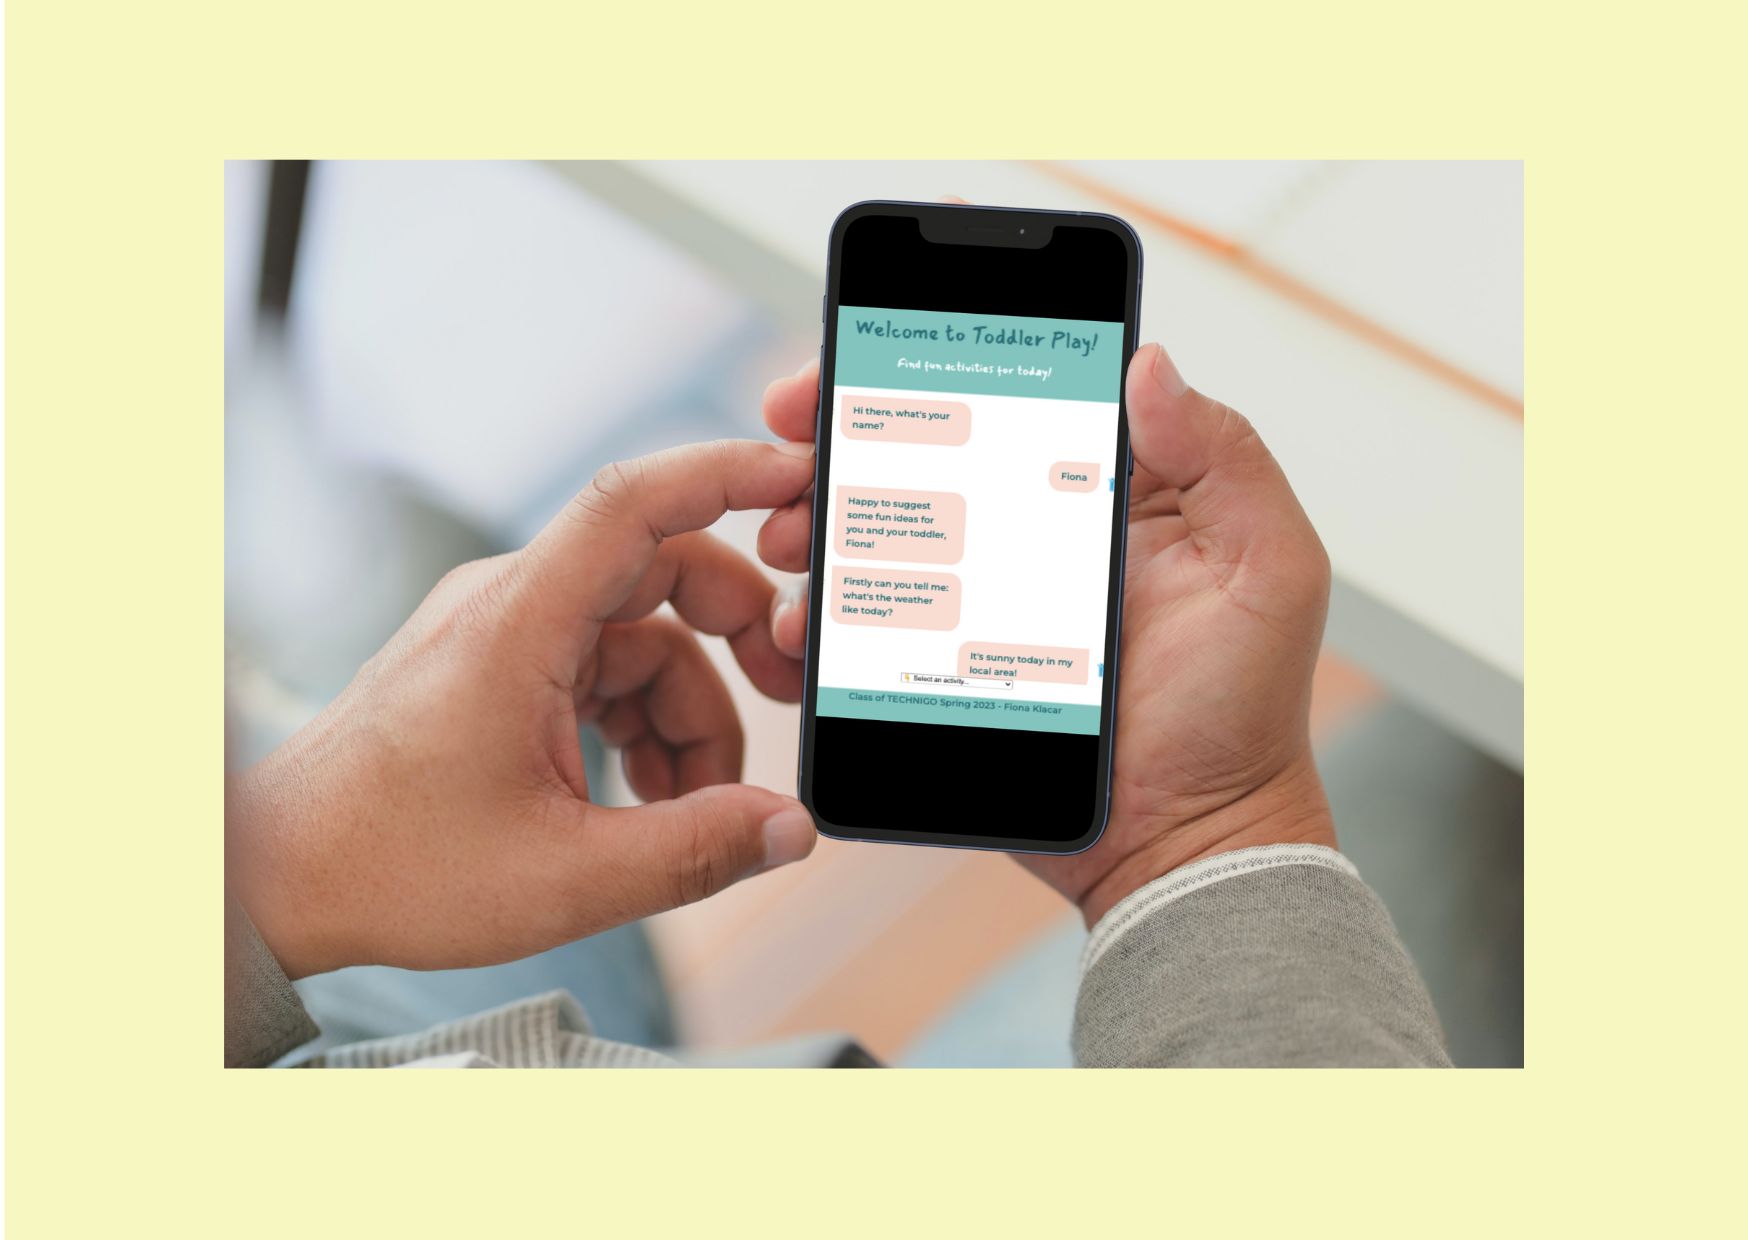 Welcome to Toddler Play!
Find fun activities for today!
Hi there, what's your
name?
Fiona
Happy to suggest
some fun ideas for
you and your toddler,
Fiona!
Firstly can you tell me:
what's the weather
like today?
It's sunny today in my
local area!
👇 Select an activity...
Class of TECHNIGO Spring 2023 - Fiona Klacar